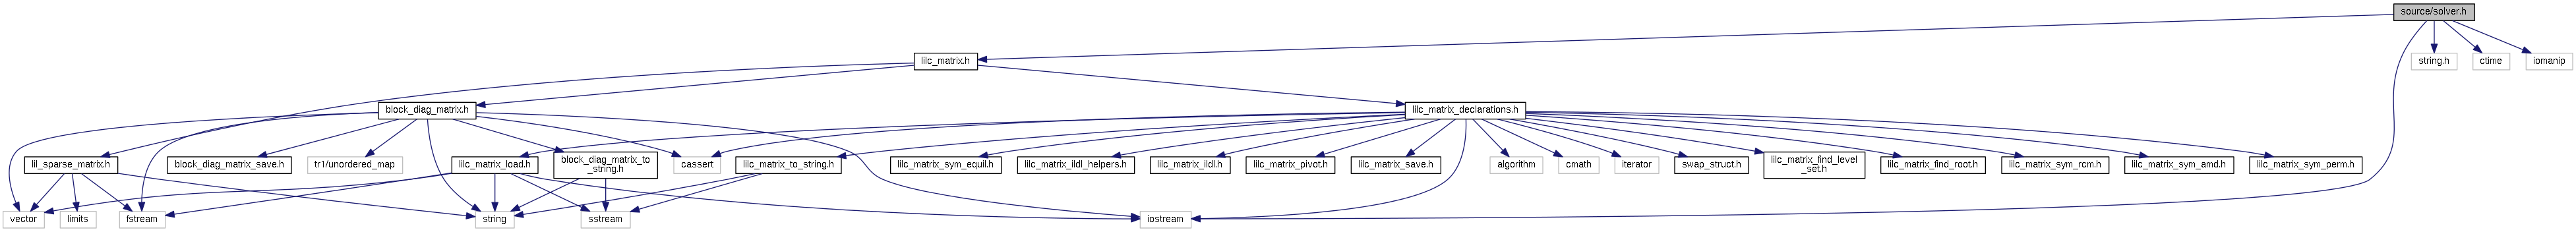 source/solver.h
lilc_matrix.h
string.h
ctime
iomanip
block_diag_matrix.h
lilc_matrix_declarations.h
lil_sparse_matrix.h
block_diag_matrix_save.h
tr1/unordered_map
lilc_matrix_load.h
block_diag_matrix_to
_string.h
cassert
lilc_matrix_to_string.h
lilc_matrix_sym_equil.h
lilc_matrix_ildl_helpers.h
lilc_matrix_ildl.h
lilc_matrix_pivot.h
lilc_matrix_save.h
algorithm
cmath
iterator
swap_struct.h
lilc_matrix_find_level
_set.h
lilc_matrix_find_root.h
lilc_matrix_sym_rcm.h
lilc_matrix_sym_amd.h
lilc_matrix_sym_perm.h
vector
limits
fstream
string
sstream
iostream